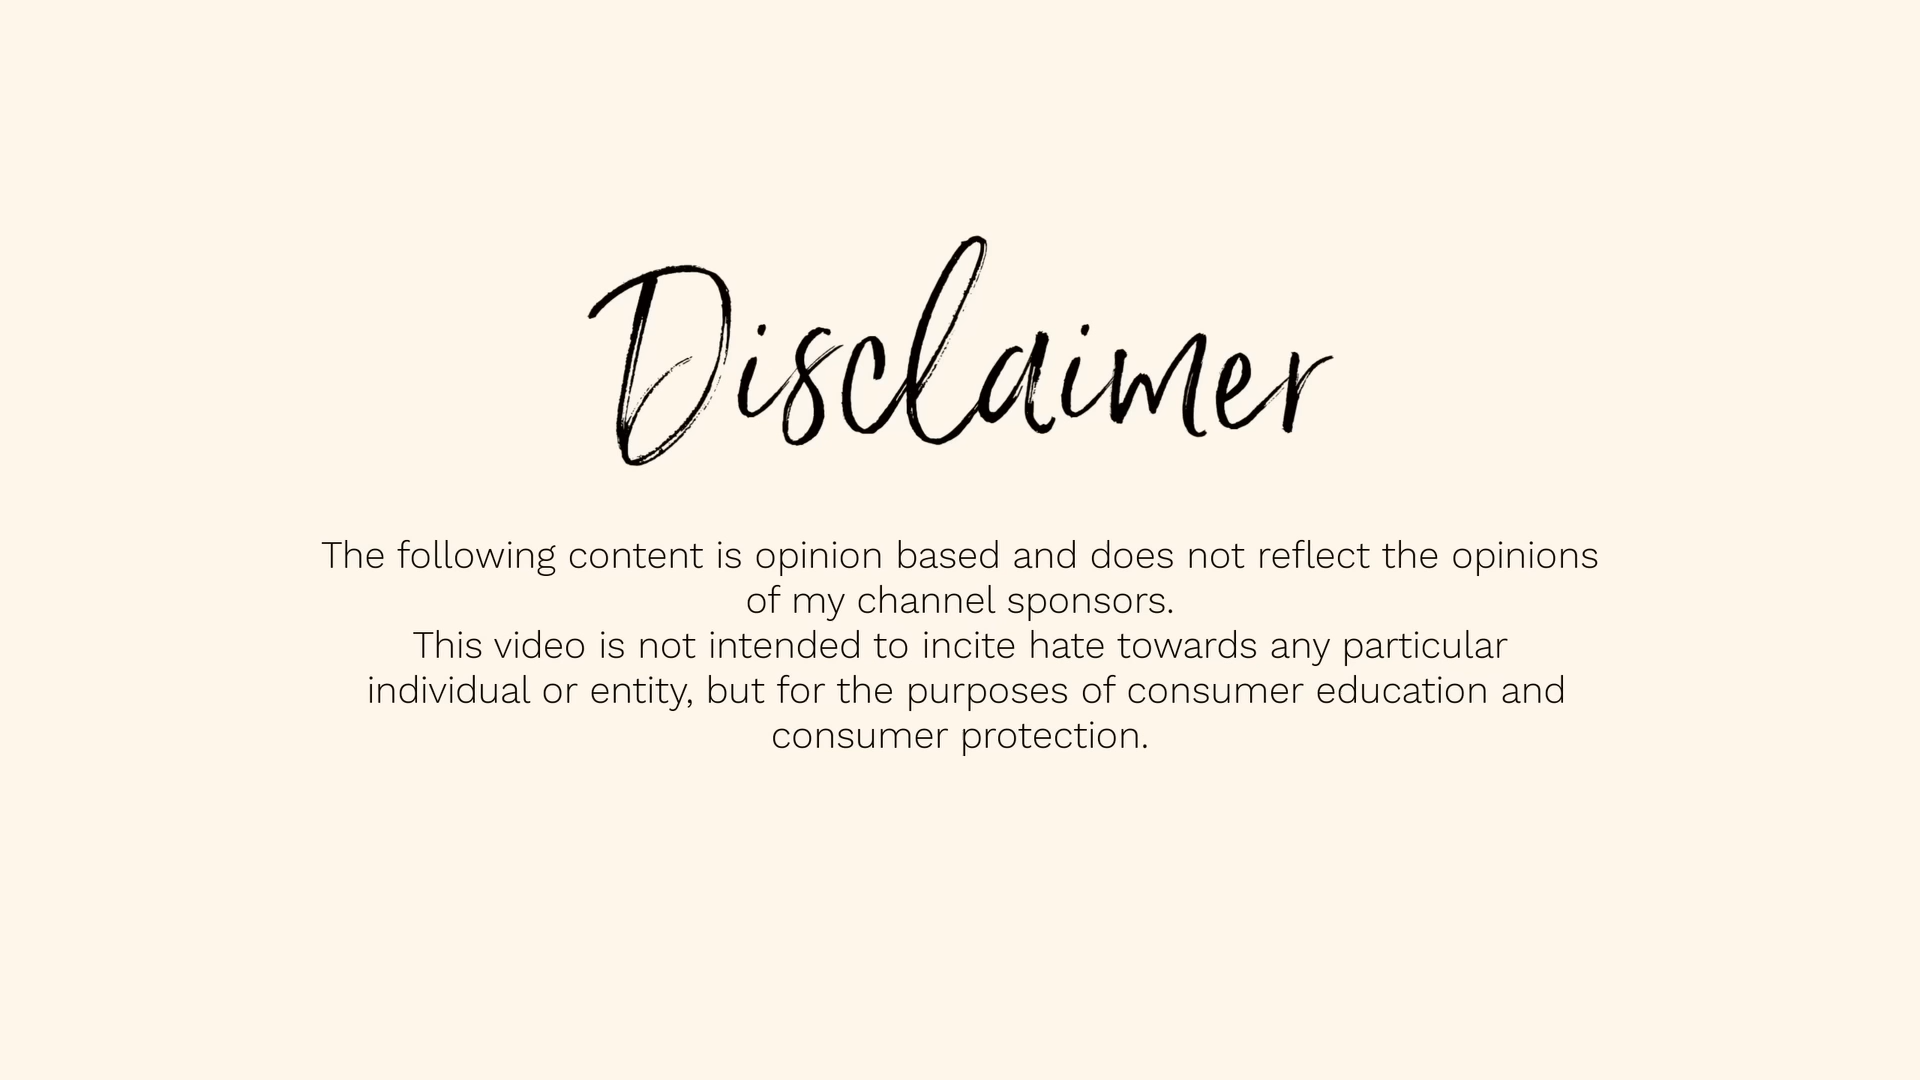 Disclaimer
The following content is opinion based and does not reflect the opinions
of my channel sponsors.
This video is not intended to incite hate towards any particular
individual or entity, but for the purposes of consumer education and
consumer protection.